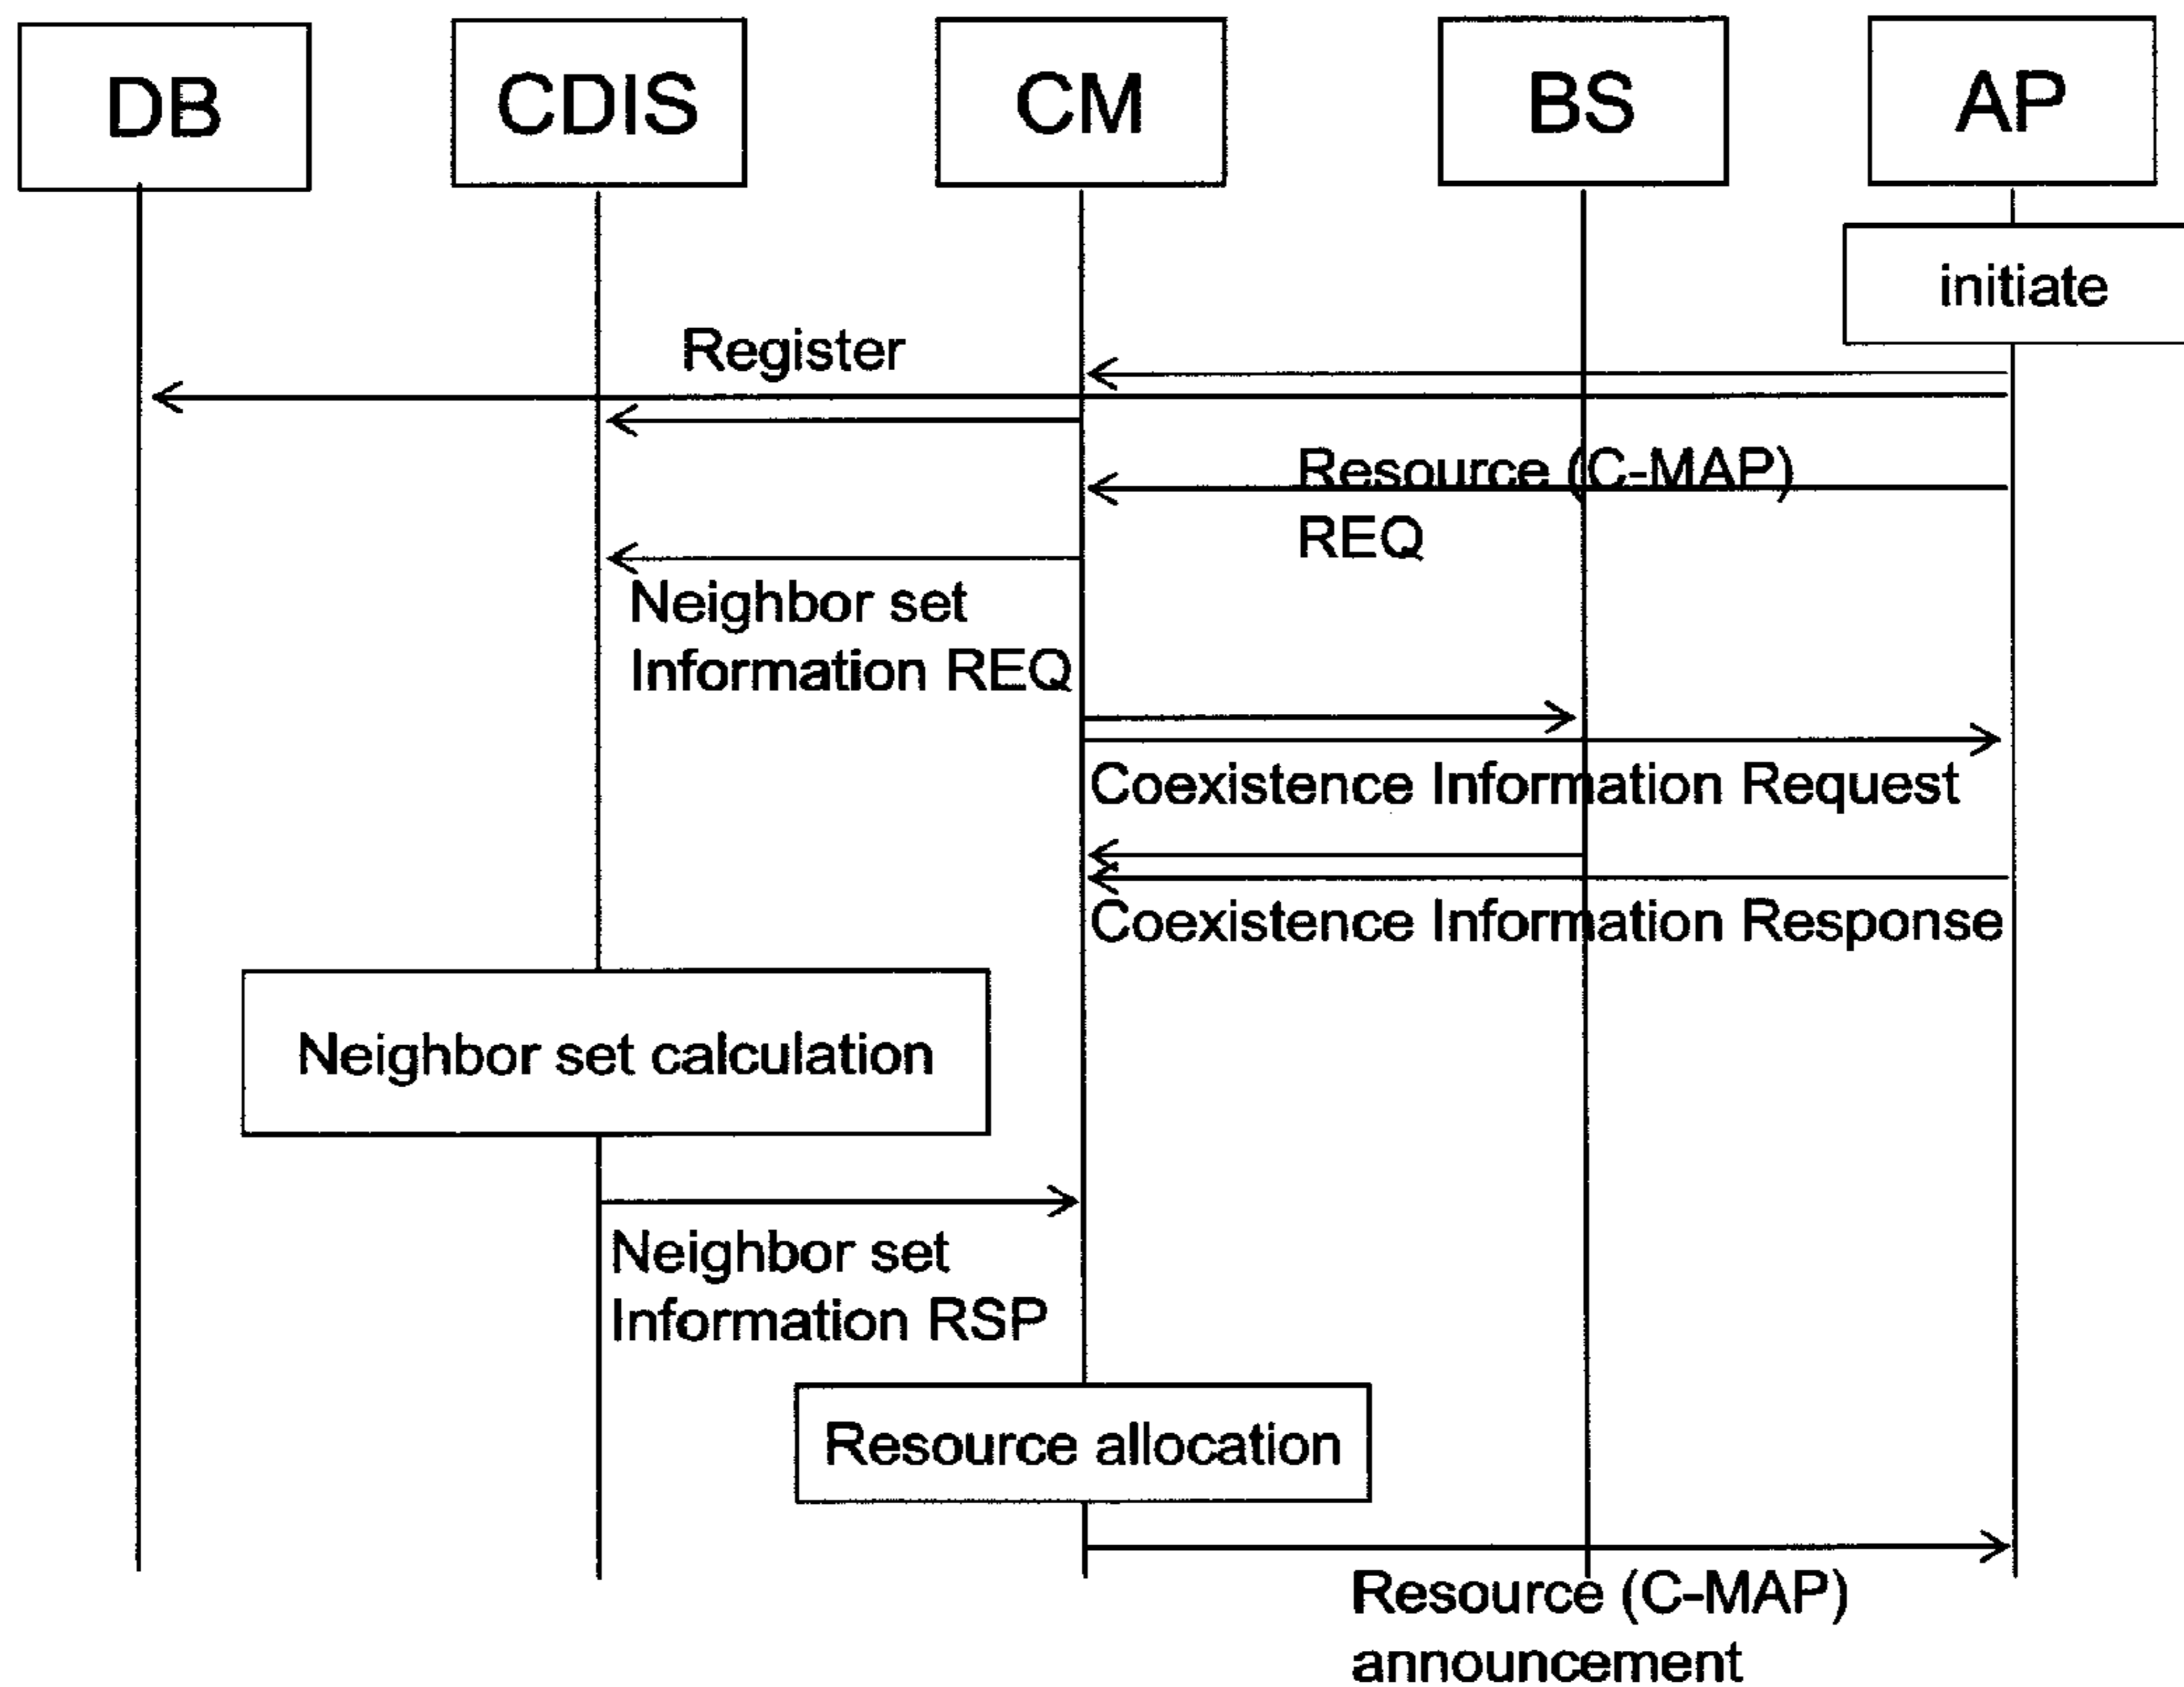 DB
CDIS
CM
BS
AP
initiate
Register
Resource (C-MAP)
REQ
Neighbor set
Information REQ
Coexistence Information Request
Coexistence Information Response
Neighbor set calculation
Neighbor set
Information RSP
Resource allocation
Resource (C-MAP)
announcement